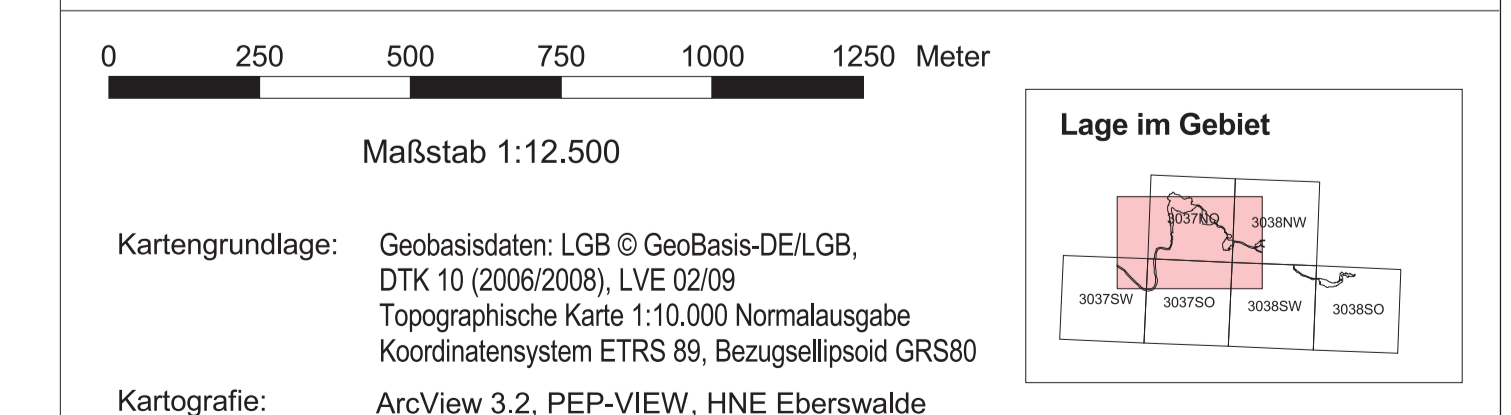 0 250 500 750 1000 1250 Meter
Maßstab 1:12.500
Kartengrundlage: Geobasisdaten: LGB © GeoBasis-DE/LGB,
DTK 10 (2006/2008), LVE 02/09
Topographische Karte 1:10.000 Normalausgabe
Koordinatensystem ETRS 89, Bezugsellipsoid GRS80
Kartografie: ArcView 3.2, PEP-VIEW, HNE Eberswalde
Lage im Gebiet
3037NO 3038NW
3037SW 3037SO 3038SW 3038SO